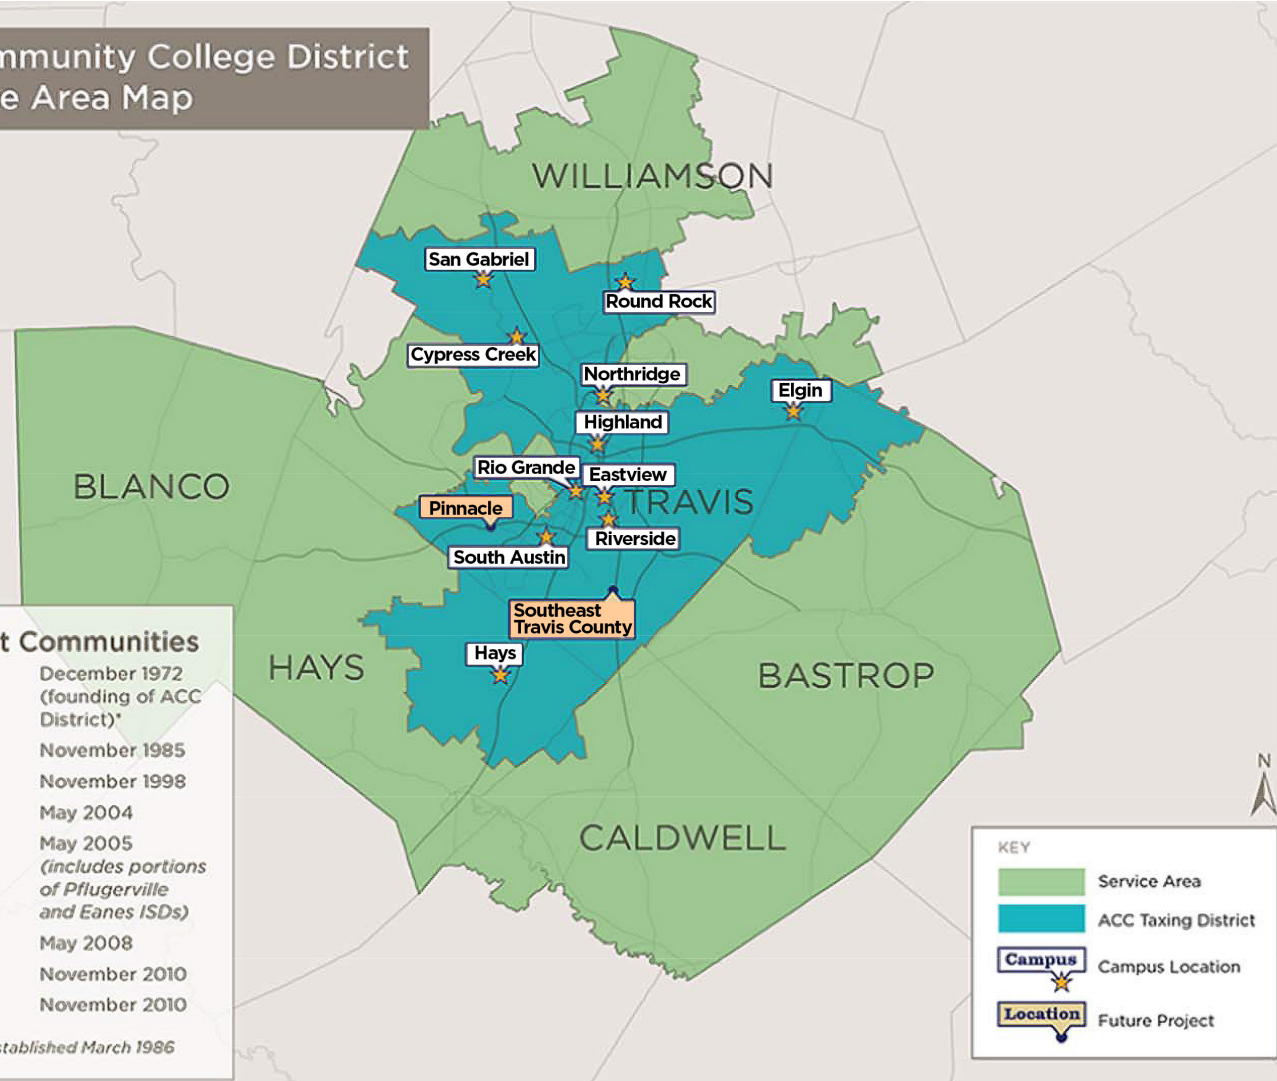 mmunity College District
e Area Map
WILLIAMSON
San Gabriel
Round Rock
Cypress Creek
Northridge
Elgin
Highland
Rio Grande
Eastview
BLANCO
TRAVIS
Pinnacle
Riverside
South Austin
Southeast
Travis County
Hays
HAYS
BASTROP
CALDWELL
t Communities
December 1972
(founding of ACC
District)*
November 1985
November 1998
May 2004
May 2005
(includes portions
of Pflugerville
and Eanes ISDs)
May 2008
November 2010
November 2010
stablished March 1986
N
KEY
Service Area
ACC Taxing District
Campus
Campus Location
Location
Future Project